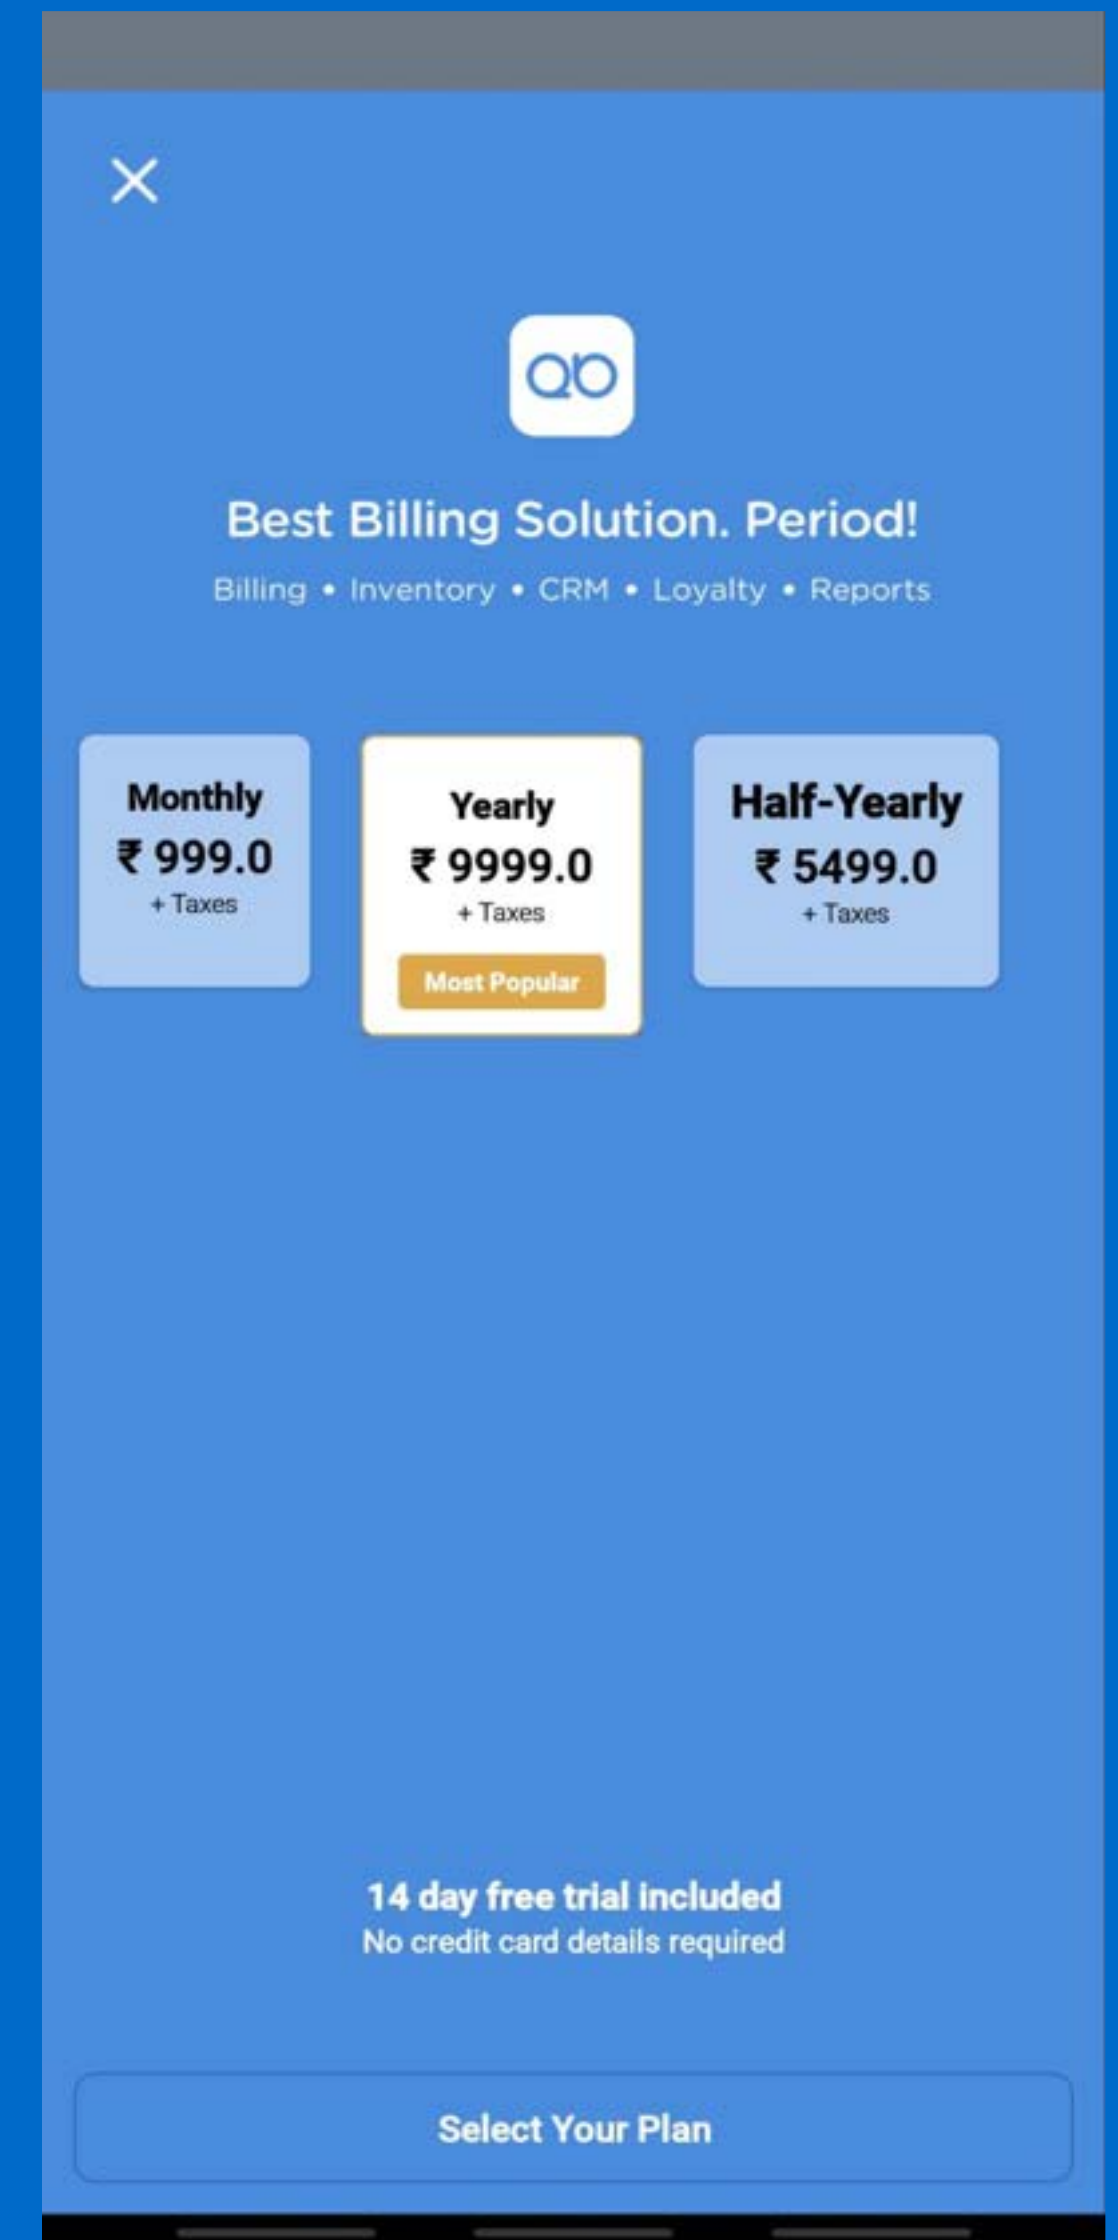 Best Billing Solution. Period!
Billing • Inventory • CRM • Loyalty • Reports
Monthly
₹ 999.0
+ Taxes
Yearly
₹ 9999.0
+ Taxes
Most Popular
Half-Yearly
₹ 5499.0
+ Taxes
14 day free trial included
No credit card details required
Select Your Plan